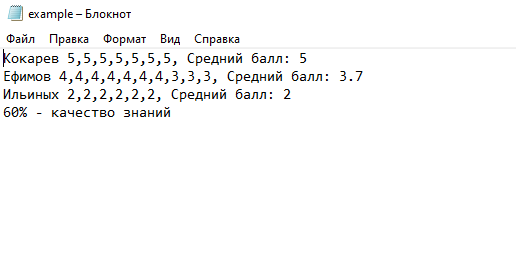 example – Блокнот
Файл Правка Формат Вид Справка
Кокарев 5,5,5,5,5,5,5, Средний балл: 5
Ефимов 4,4,4,4,4,4,4,3,3,3, Средний балл: 3.7
Ильиных 2,2,2,2,2,2, Средний балл: 2
60% - качество знаний